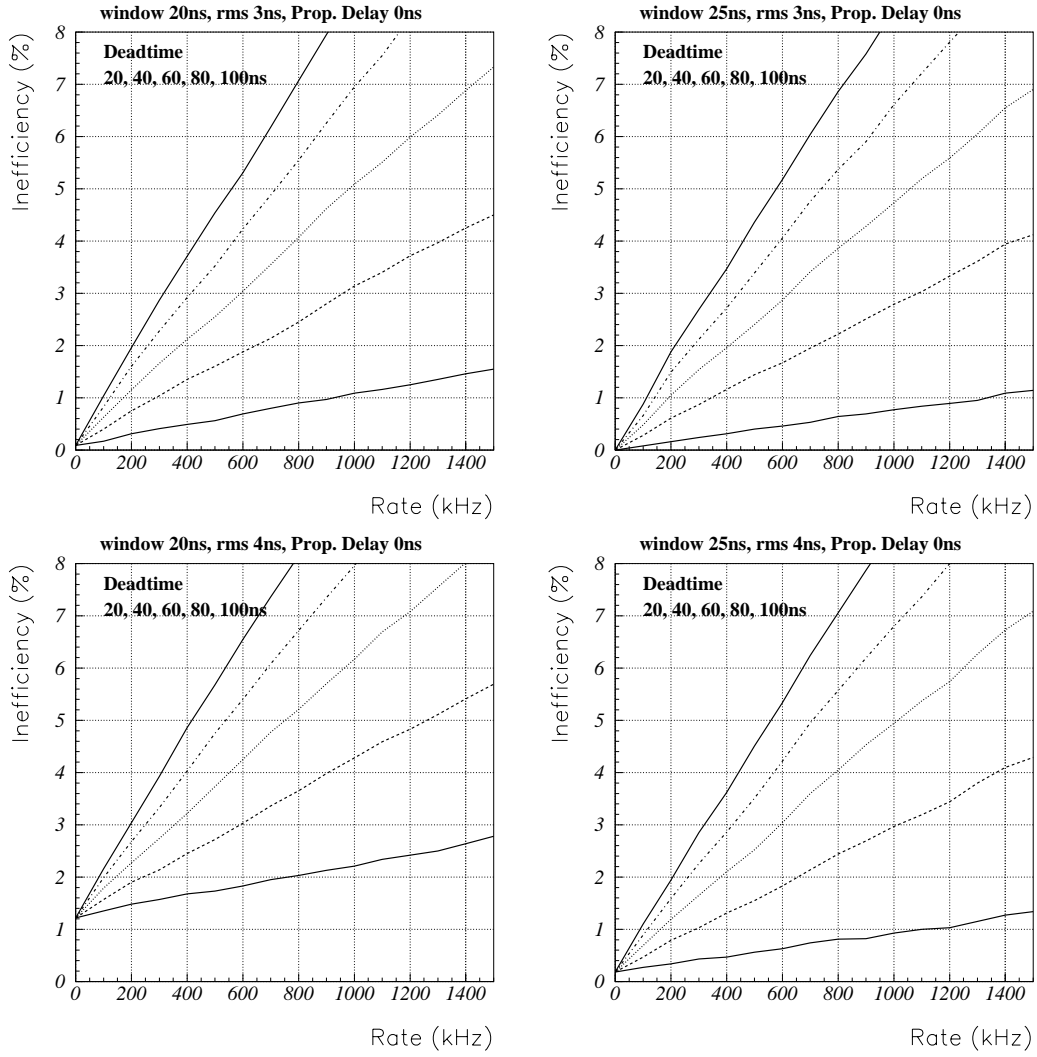 window 20ns, rms 3ns, Prop. Delay 0ns
Inefficiency (%)
8
7
6
5
4
3
2
1
0
Deadtime
20, 40, 60, 80, 100ns
0 200 400 600 800 1000 1200 1400
Rate (kHz)
window 25ns, rms 3ns, Prop. Delay 0ns
Inefficiency (%)
8
7
6
5
4
3
2
1
0
Deadtime
20, 40, 60, 80, 100ns
0 200 400 600 800 1000 1200 1400
Rate (kHz)
window 20ns, rms 4ns, Prop. Delay 0ns
Inefficiency (%)
8
7
6
5
4
3
2
1
0
Deadtime
20, 40, 60, 80, 100ns
0 200 400 600 800 1000 1200 1400
Rate (kHz)
window 25ns, rms 4ns, Prop. Delay 0ns
Inefficiency (%)
8
7
6
5
4
3
2
1
0
Deadtime
20, 40, 60, 80, 100ns
0 200 400 600 800 1000 1200 1400
Rate (kHz)